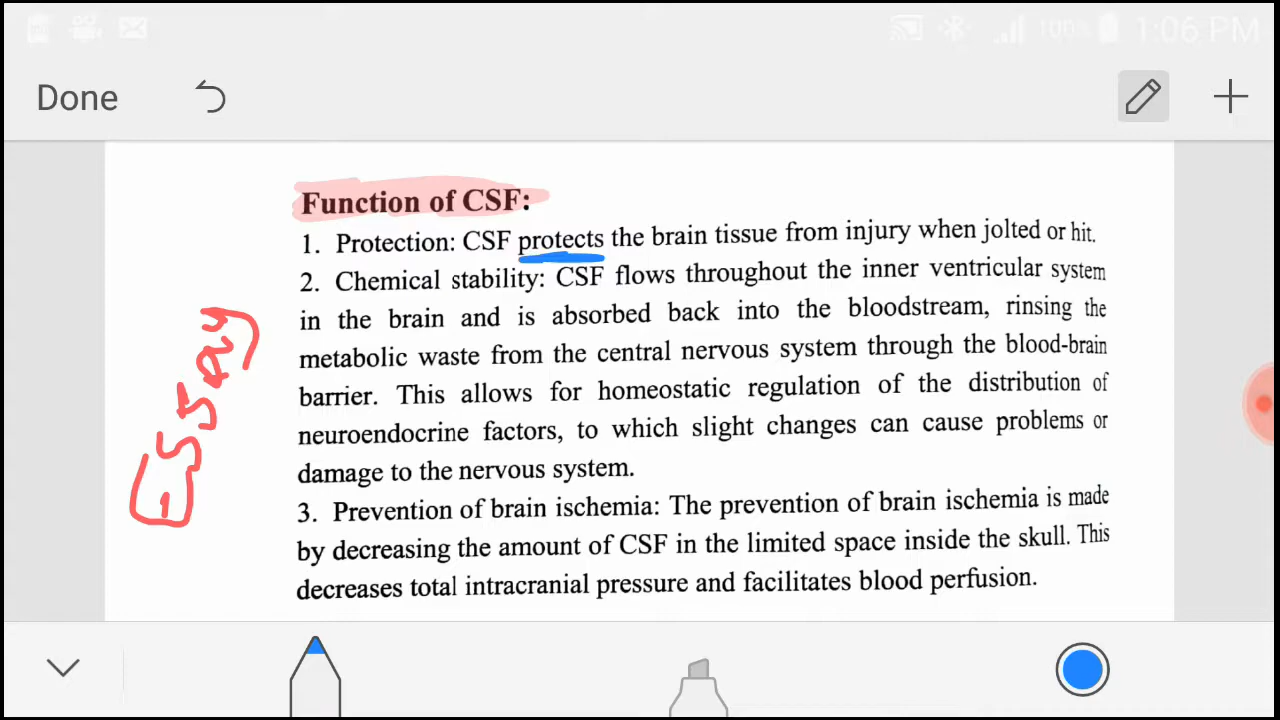 1:06 PM
100%
Done
Function of CSF:
1. Protection: CSF protects the brain tissue from injury when jolted or hit.
2. Chemical stability: CSF flows throughout the inner ventricular system
in the brain and is absorbed back into the bloodstream, rinsing the
metabolic waste from the central nervous system through the blood-brain
barrier. This allows for homeostatic regulation of the distribution of
neuroendocrine factors, to which slight changes can cause problems or
damage to the nervous system.
3. Prevention of brain ischemia: The prevention of brain ischemia is made
by decreasing the amount of CSF in the limited space inside the skull. This
decreases total intracranial pressure and facilitates blood perfusion.
Essay